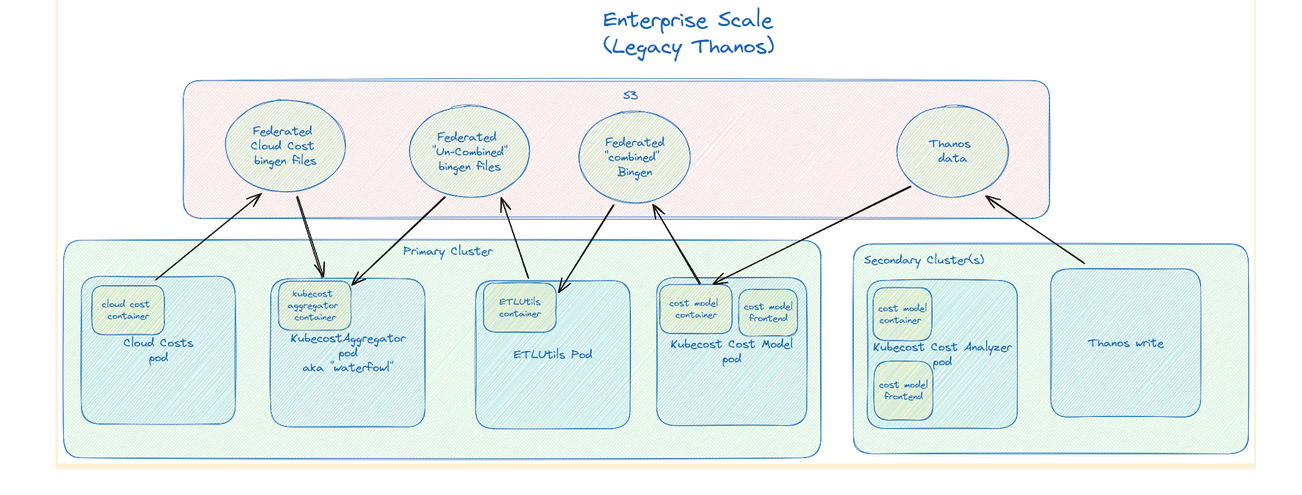 Enterprise Scale
(Legacy Thanos)
S3
Federated
Cloud Cost
bingen files
Federated
"Un-Combined"
bingen files
Federated
"combined"
Bingen
Thanos
data
Primary Cluster
cloud cost
container
Cloud Costs
pod
kubecost
aggregator
container
KubecostAggregator
pod
aka "waterfowl"
ETLUtils
container
ETLUtils Pod
cost model
container
cost model
frontend
Kubecost Cost Model
pod
Secondary Cluster(s)
cost model
container
Kubecost Cost Analyzer
pod
cost model
frontend
Thanos write